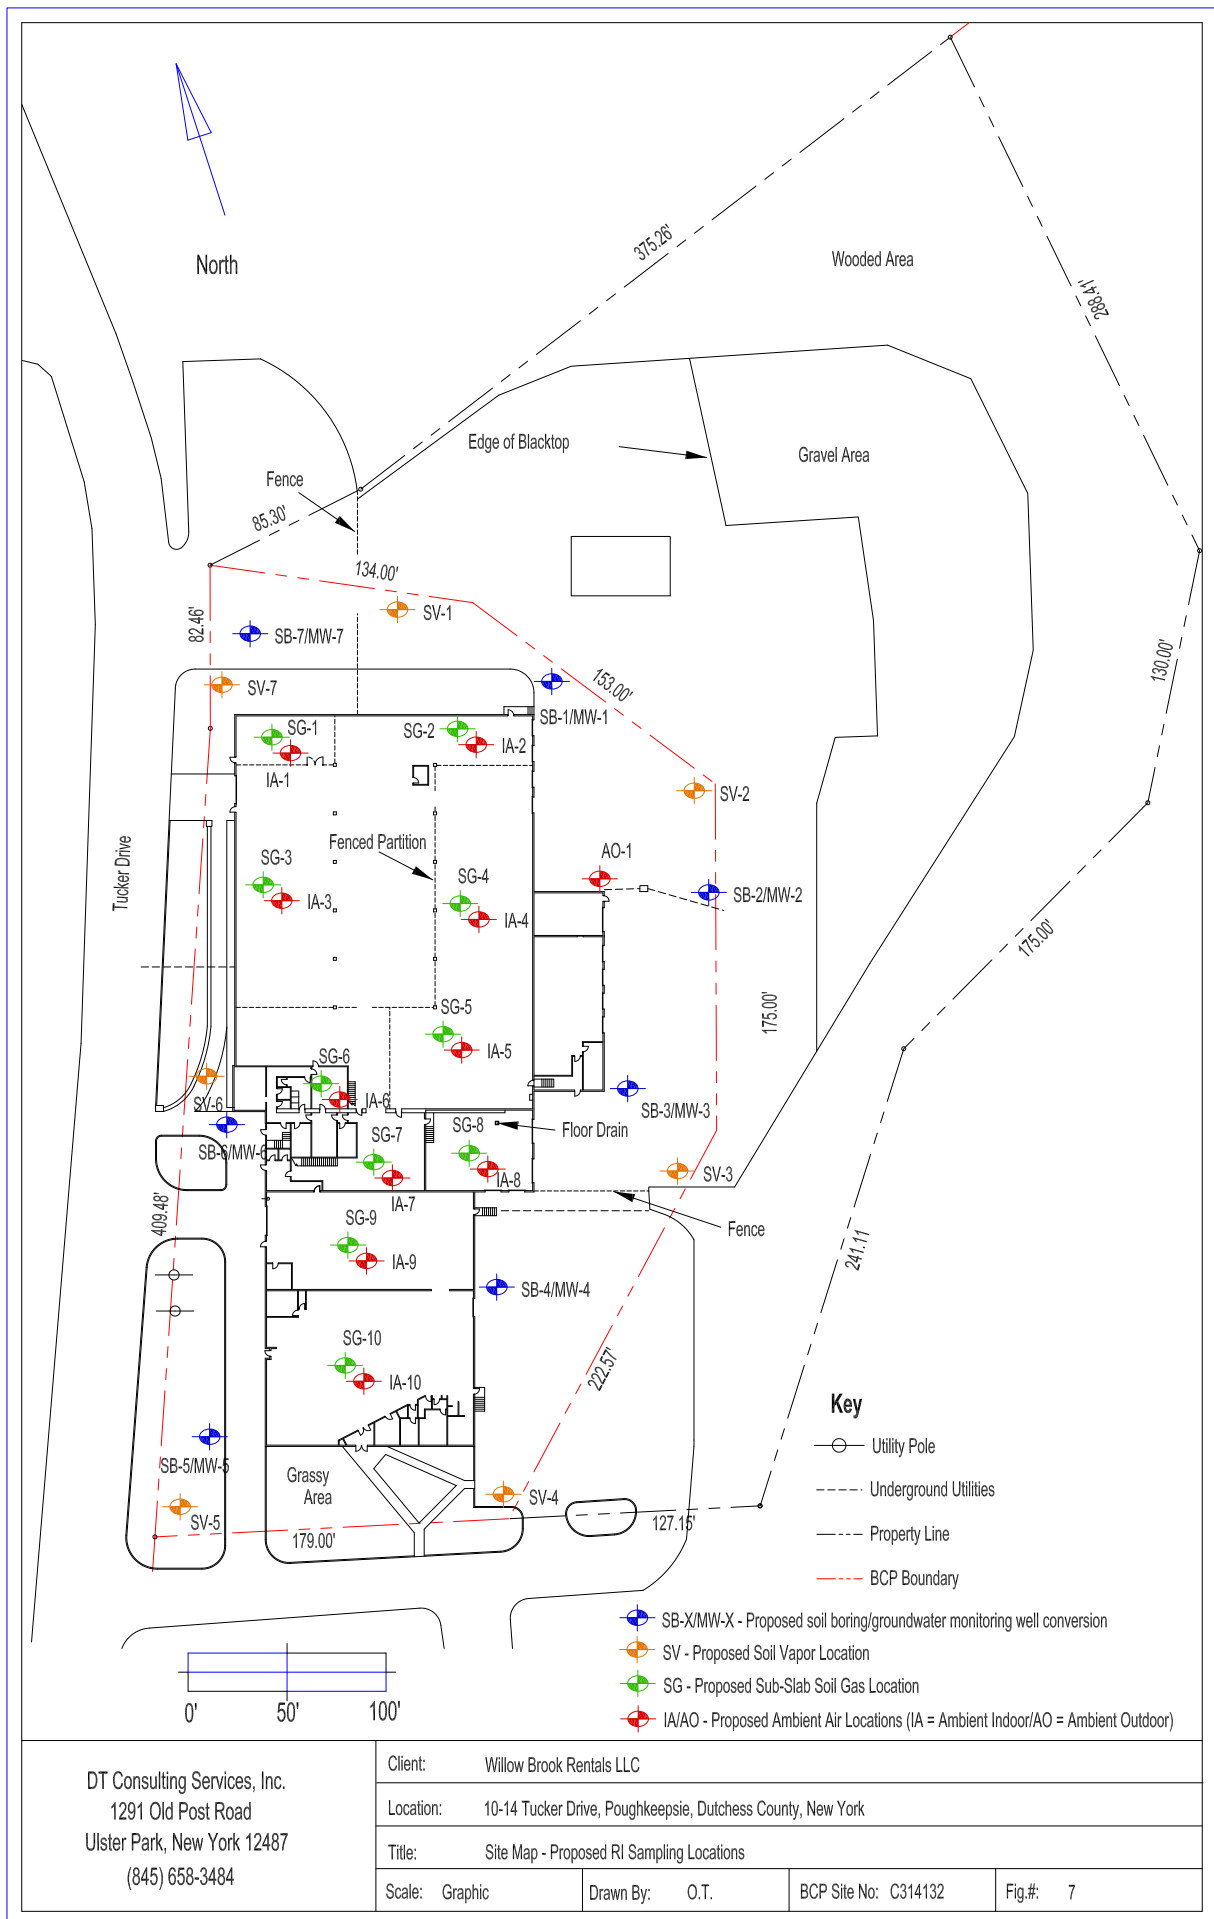 North
375.26'
Wooded Area
288.41'
Edge of Blacktop
Gravel Area
Fence
85.30'
134.00'
82.46'
SV-1
SB-7/MW-7
130.00'
153.00'
SV-7
SB-1/MW-1
SG-1
SG-2
IA-2
IA-1
SV-2
Tucker Drive
Fenced Partition
AO-1
SG-3
SG-4
SB-2/MW-2
IA-3
IA-4
175.00'
175.00'
SG-5
IA-5
SG-6
SV-6
IA-6
SB-3/MW-3
Floor Drain
SB-6/MW-6
SG-7
SG-8
SV-3
IA-8
IA-7
409.48"
SG-9
Fence
241.11
IA-9
SB-4/MW-4
SG-10
222.57'
IA-10
Key
Utility Pole
SB-5/MW-5
Grassy
Area
Underground Utilities
SV-4
SV-5
127.15'
179.00'
Property Line
BCP Boundary
SB-X/MW-X - Proposed soil boring/groundwater monitoring well conversion
SV - Proposed Soil Vapor Location
SG - Proposed Sub-Slab Soil Gas Location
IA/AO - Proposed Ambient Air Locations (IA = Ambient Indoor/AO = Ambient Outdoor)
0' 50' 100'
DT Consulting Services, Inc.
1291 Old Post Road
Ulster Park, New York 12487
(845) 658-3484
Client: Willow Brook Rentals LLC
Location: 10-14 Tucker Drive, Poughkeepsie, Dutchess County, New York
Title: Site Map - Proposed RI Sampling Locations
Scale: Graphic
Drawn By: O.T.
BCP Site No: C314132
Fig.#: 7